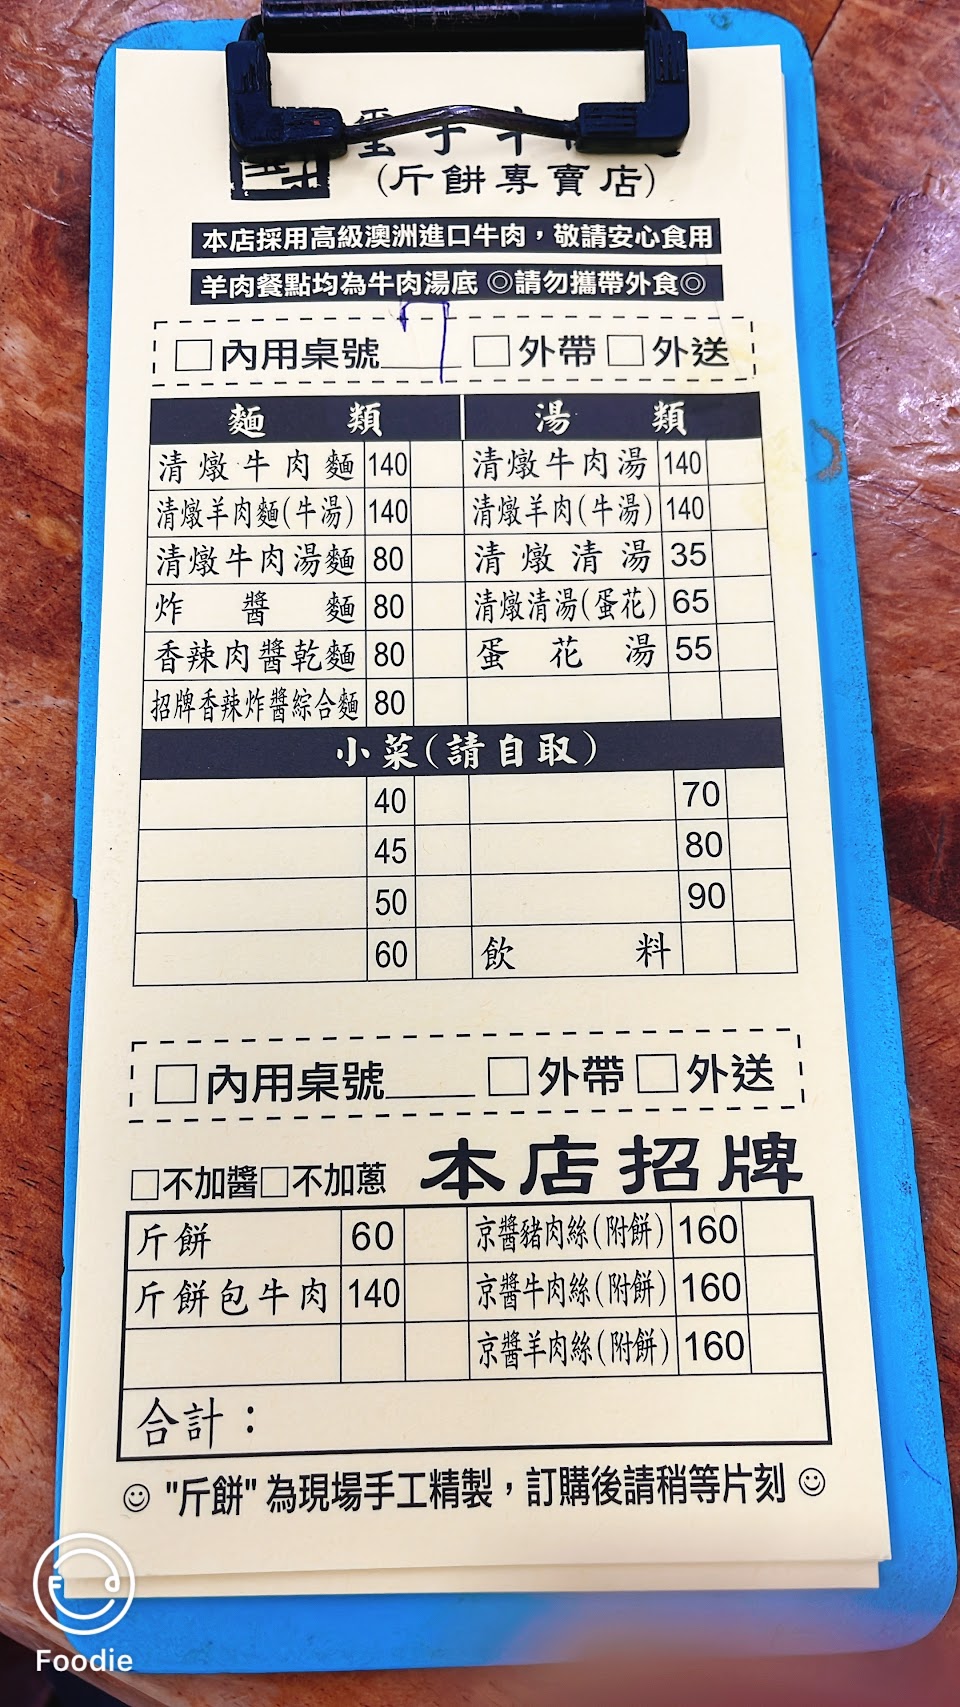 (斤餅專賣店)
本店採用高級澳洲進口牛肉，敬請安心食用
羊肉餐點均為牛肉湯底 ◎請勿攜帶外食◎
□內用桌號____ □外帶 □外送
麵類 湯類
清燉牛肉麵 140 清燉牛肉湯 140
清燉羊肉麵(牛湯) 140 清燉羊肉(牛湯) 140
清燉牛肉湯麵 80 清燉清湯 35
炸醬麵 80 清燉清湯(蛋花) 65
香辣肉醬乾麵 80 蛋花湯 55
招牌香辣炸醬綜合麵 80
小菜(請自取)
40 70
45 80
50 90
60 飲料
□內用桌號____ □外帶 □外送
□不加醬□不加蔥 本店招牌
斤餅 60 京醬豬肉絲(附餅) 160
斤餅包牛肉 140 京醬牛肉絲(附餅) 160
京醬羊肉絲(附餅) 160
合計：
☺ "斤餅" 為現場手工精製，訂購後請稍等片刻 ☺
Foodie